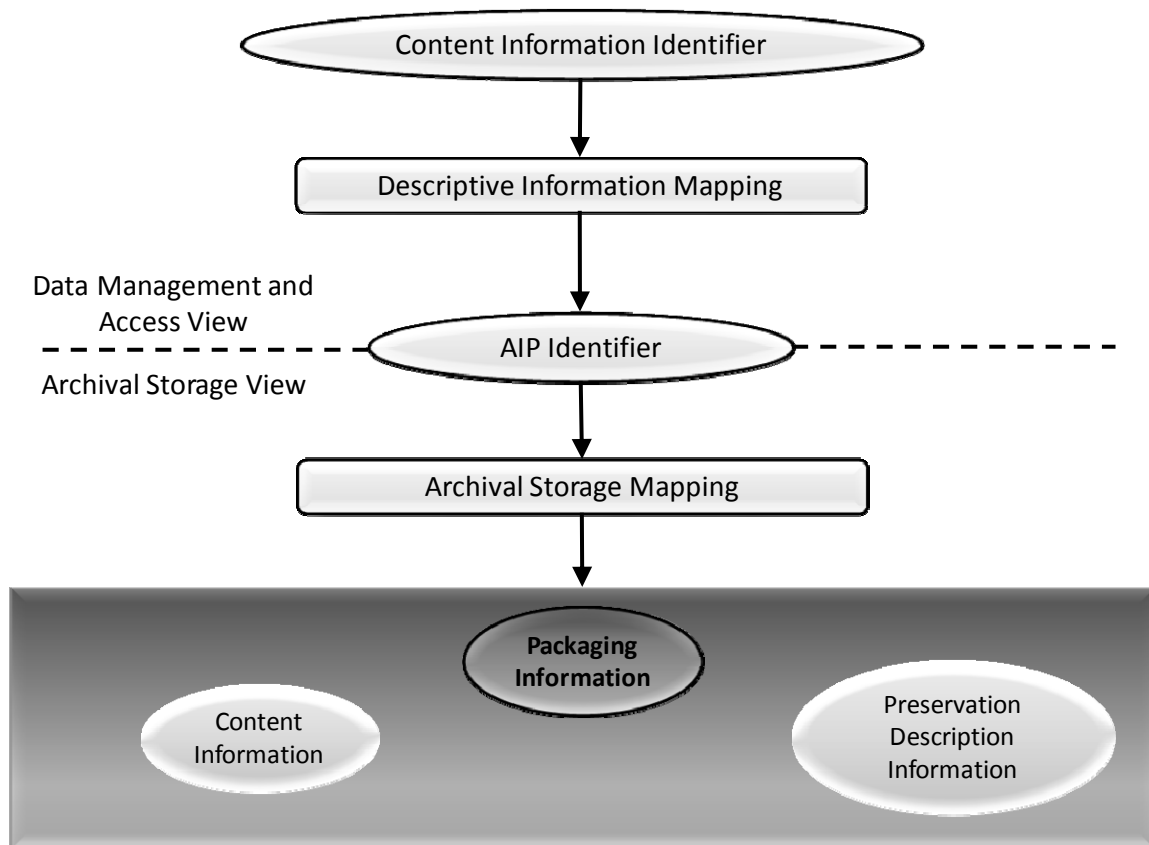 Content Information Identifier
Descriptive Information Mapping
Data Management and
Access View
AIP Identifier
Archival Storage View
Archival Storage Mapping
Packaging
Information
Content
Information
Preservation
Description
Information